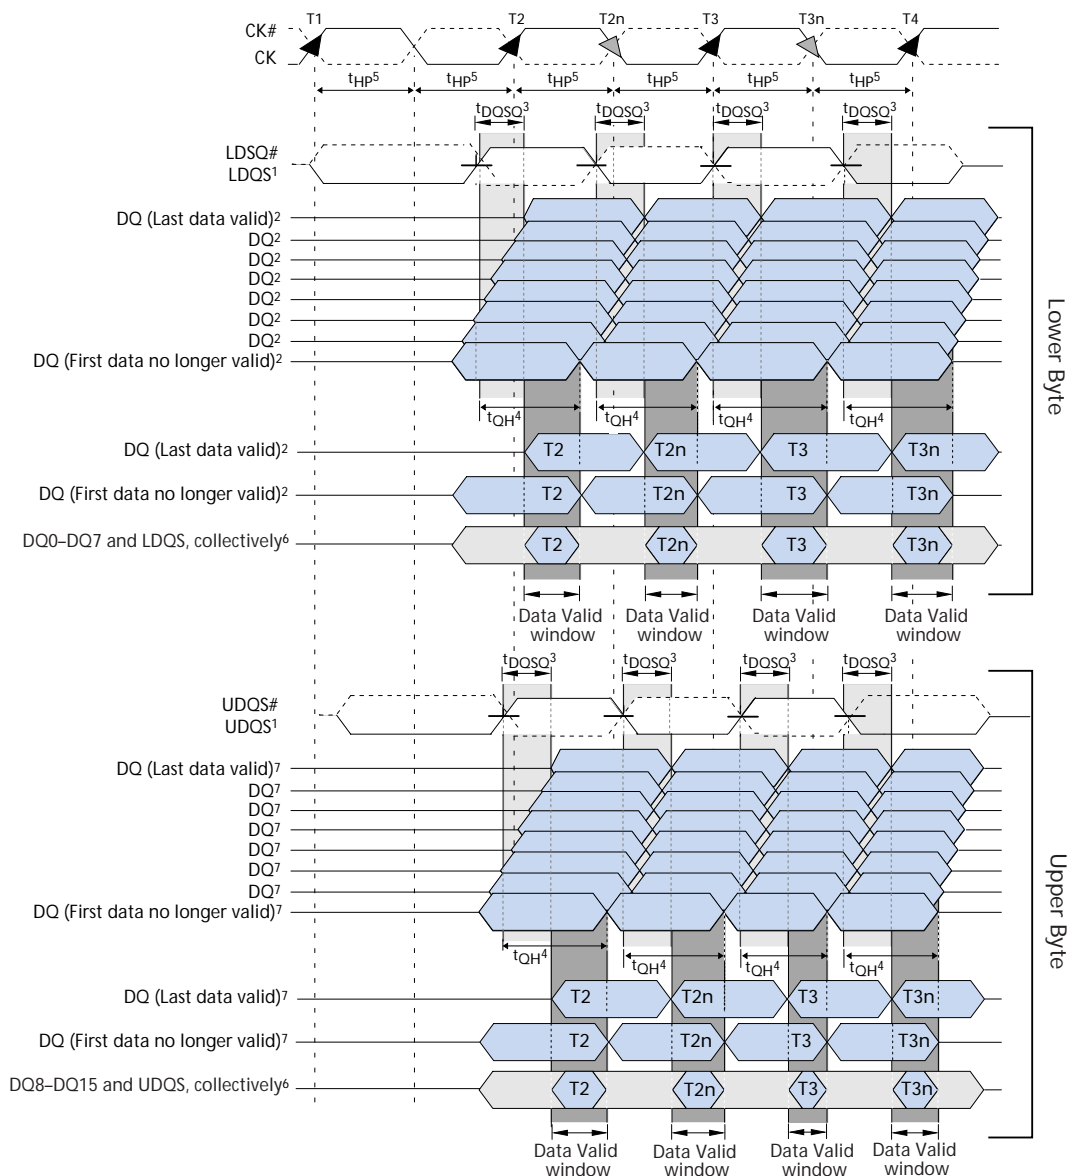 CK#
CK
T1
T2
T2n
T3
T3n
T4
tHP5
tHP5
tHP5
tHP5
tHP5
tHP5
tDQSQ3
tDQSQ3
tDQSQ3
tDQSQ3
LDSQ#
LDQS1
DQ (Last data valid)2
DQ2
DQ2
DQ2
DQ2
DQ2
DQ2
DQ (First data no longer valid)2
tQH4
tQH4
tQH4
tQH4
DQ (Last data valid)2
T2
T2n
T3
T3n
DQ (First data no longer valid)2
T2
T2n
T3
T3n
DQ0–DQ7 and LDQS, collectively6
T2
T2n
T3
T3n
Data Valid
window
Data Valid
window
Data Valid
window
Data Valid
window
Lower Byte
tDQSQ3
tDQSQ3
tDQSQ3
tDQSQ3
UDQS#
UDQS1
DQ (Last data valid)7
DQ7
DQ7
DQ7
DQ7
DQ7
DQ7
DQ (First data no longer valid)7
tQH4
tQH4
tQH4
tQH4
DQ (Last data valid)7
T2
T2n
T3
T3n
DQ (First data no longer valid)7
T2
T2n
T3
T3n
DQ8–DQ15 and UDQS, collectively6
T2
T2n
T3
T3n
Data Valid
window
Data Valid
window
Data Valid
window
Data Valid
window
Upper Byte